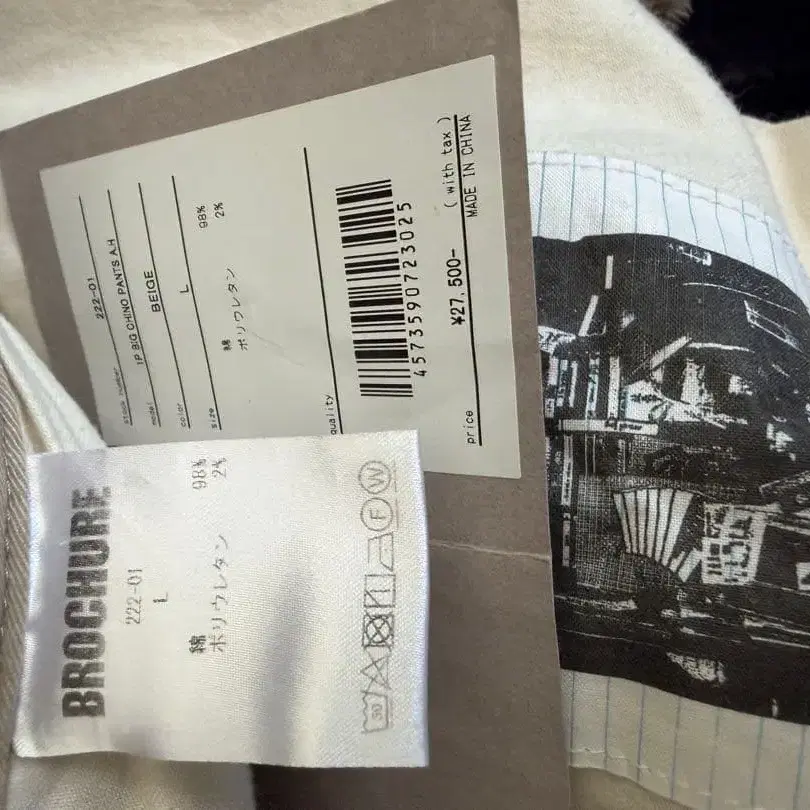 stock number 222-01
model 1P BIG CHINO PANTS A.H
color BEIGE
size L
quality 綿 98%
ポリウレタン 2%
4573590723025
price ¥27,500- ( with tax )
MADE IN CHINA
BROCHURE
222-01
L
綿 98%
ポリウレタン 2%
30
F
W